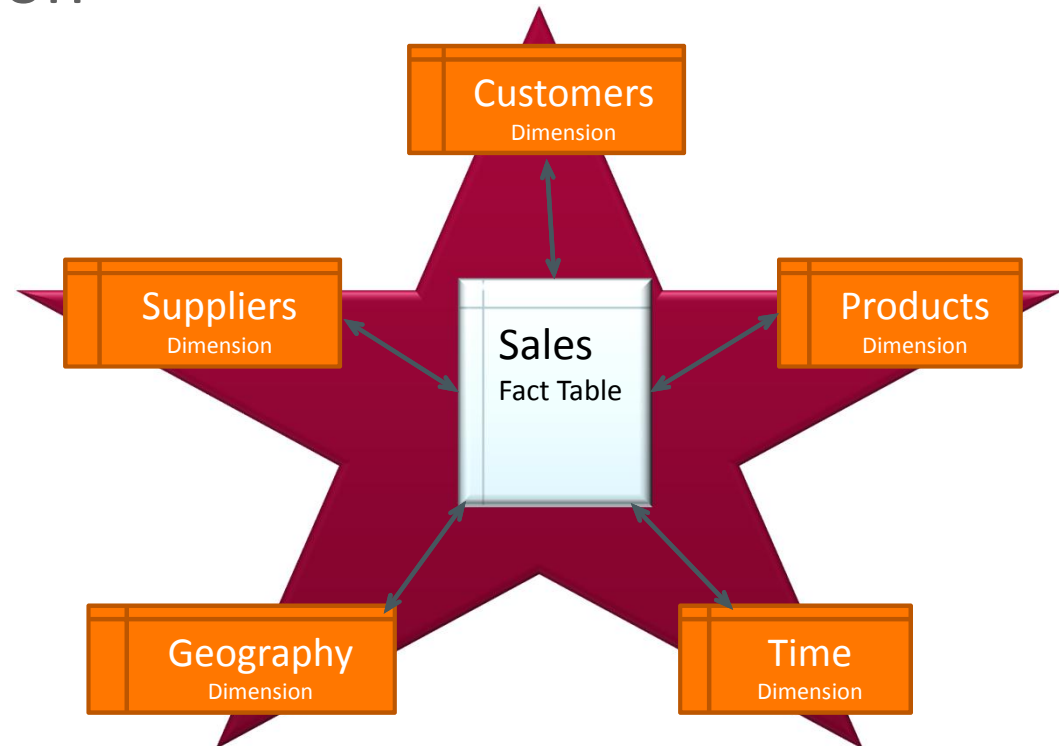 Customers
Dimension
Suppliers
Dimension
Products
Dimension
Sales
Fact Table
Geography
Dimension
Time
Dimension